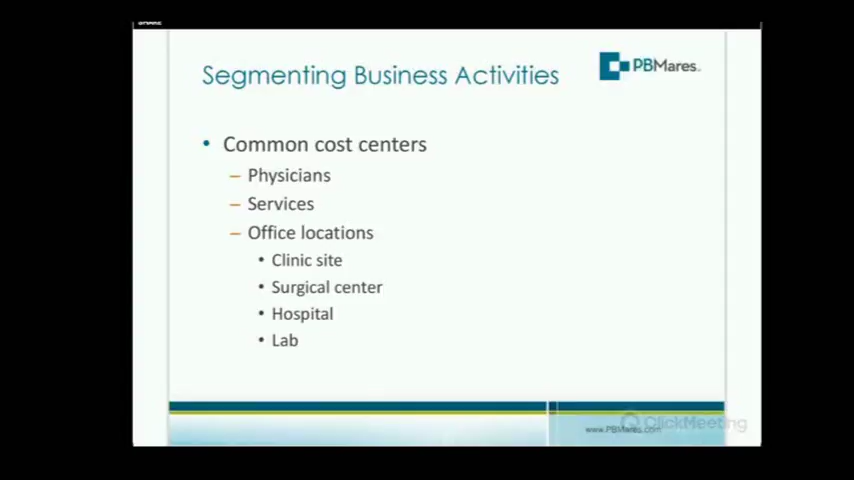 Segmenting Business Activities
PBMares
• Common cost centers
– Physicians
– Services
– Office locations
• Clinic site
• Surgical center
• Hospital
• Lab
www.PBMares.com
ClickMeeting